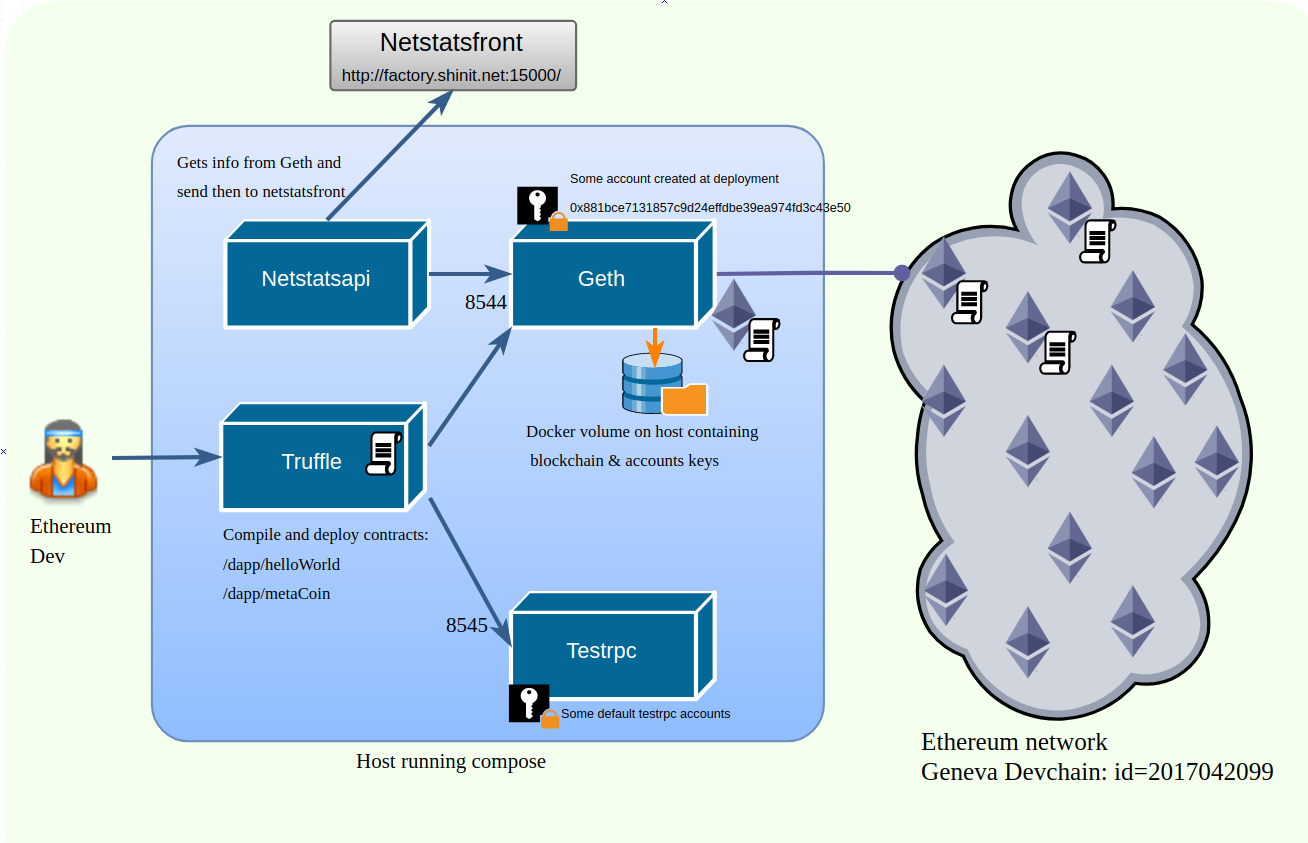 Netstatsfront
http://factory.shinit.net:15000/
Gets info from Geth and
send then to netstatsfront
Some account created at deployment
0x881bce7131857c9d24effdbe39ea974fd3c43e50
Netstatsapi
Geth
8544
Docker volume on host containing
blockchain & accounts keys
Truffle
Ethereum
Dev
Compile and deploy contracts:
/dapp/helloWorld
/dapp/metaCoin
8545
Testrpc
Some default testrpc accounts
Host running compose
Ethereum network
Geneva Devchain: id=2017042099